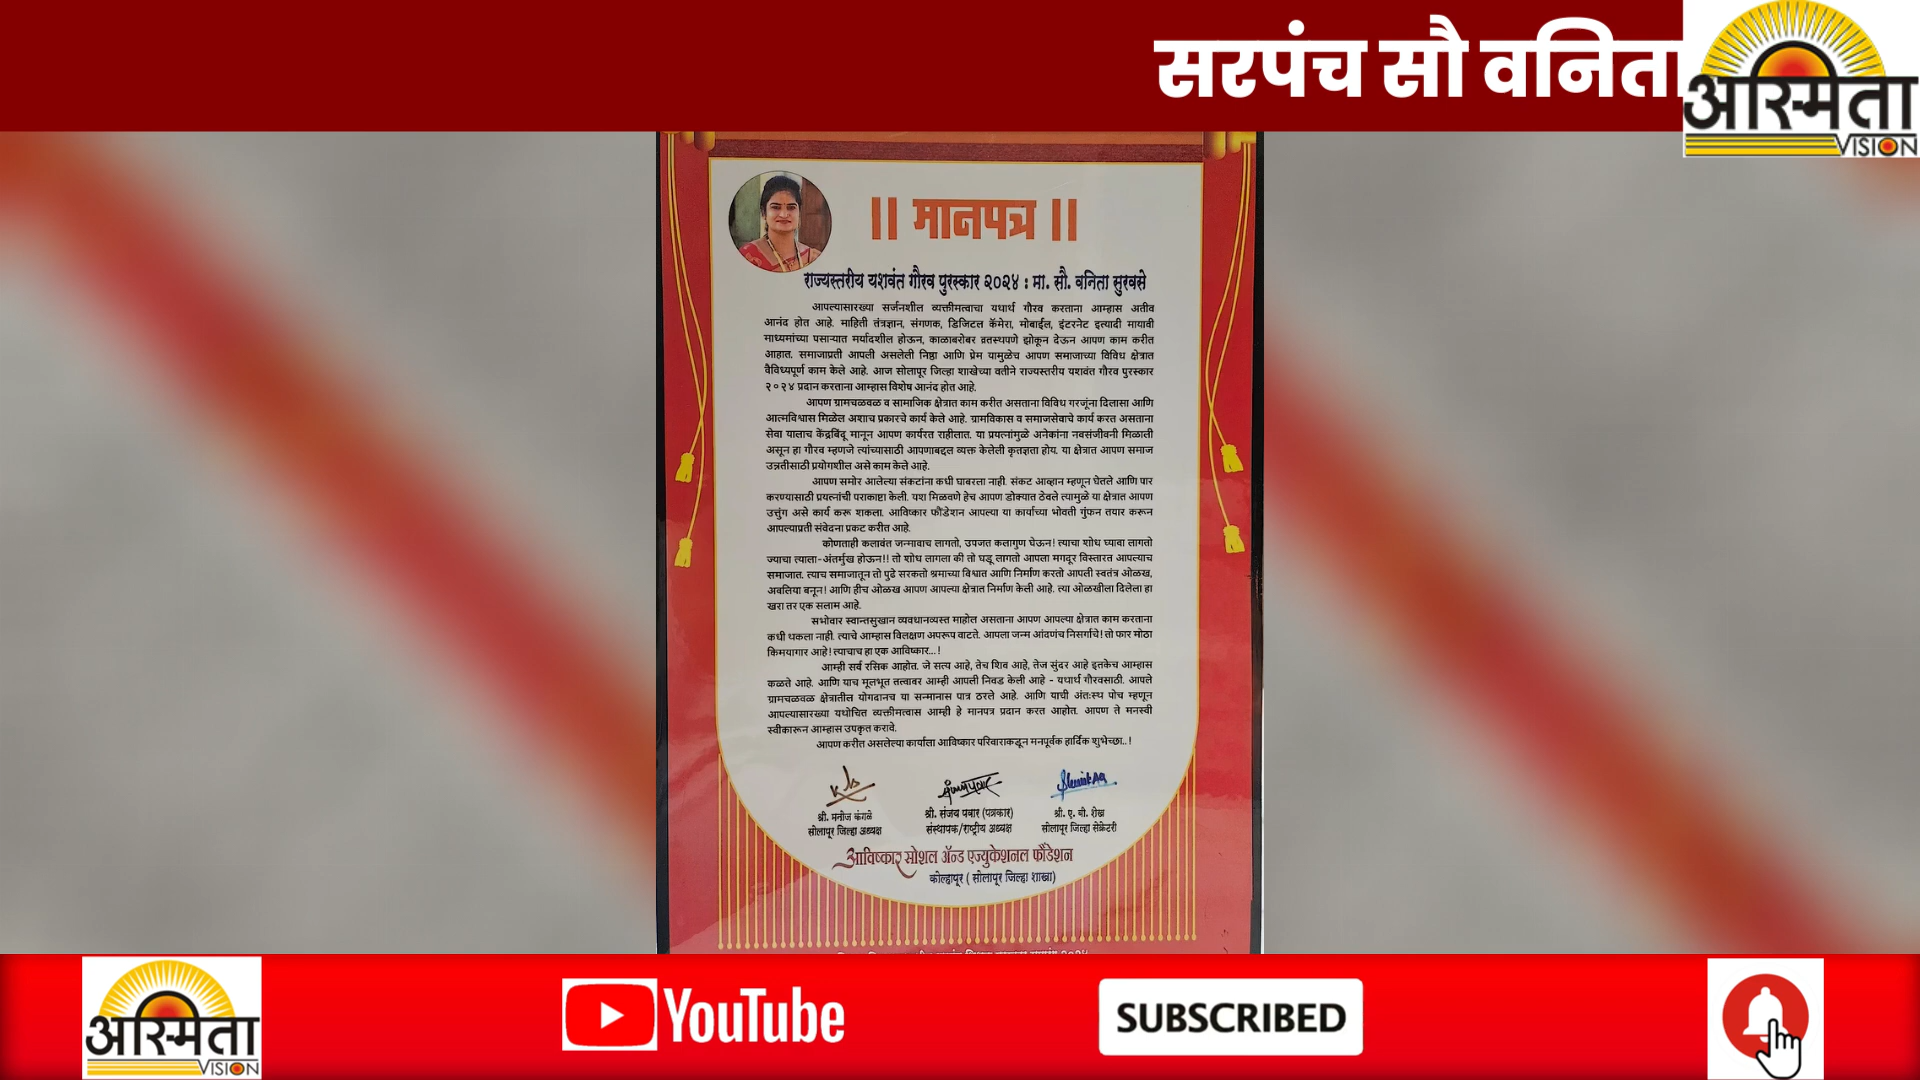 सरपंच सौ वनिता
अस्मिता
VISION
|| मानपत्र ||
राज्यस्तरीय यशवंत गौरव पुरस्कार २०२४ : मा. सौ. वनिता सुरवसे
आपल्यासारख्या सर्जनशील व्यक्तीमत्वाचा यथार्थ गौरव करताना आम्हास अतीव
आनंद होत आहे. माहिती तंत्रज्ञान, संगणक, डिजिटल कॅमेरा, मोबाईल, इंटरनेट इत्यादी मायावी
माध्यमांच्या पसाऱ्यात मर्यादशील होऊन, काळाबरोबर व्रतस्थपणे झोकून देऊन आपण काम करीत
आहात. समाजाप्रती आपली असलेली निष्ठा आणि प्रेम यामुळेच आपण समाजाच्या विविध क्षेत्रात
वैविध्यपूर्ण काम केले आहे. आज सोलापूर जिल्हा शाखेच्या वतीने राज्यस्तरीय यशवंत गौरव पुरस्कार
२०२४ प्रदान करताना आम्हास विशेष आनंद होत आहे.
आपण ग्रामचळवळ व सामाजिक क्षेत्रात काम करीत असताना विविध गरजूंना दिलासा आणि
आत्मविश्वास मिळेल अशाच प्रकारचे कार्य केले आहे. ग्रामविकास व समाजसेवाचे कार्य करत असताना
सेवा यालाच केंद्रबिंदू मानून आपण कार्यरत राहीलात. या प्रयत्नांमुळे अनेकांना नवसंजीवनी मिळाली
असून हा गौरव म्हणजे त्यांच्यासाठी आपणाबद्दल व्यक्त केलेली कृतज्ञता होय. या क्षेत्रात आपण समाज
उन्नतीसाठी प्रयोगशील असे काम केले आहे.
आपण समोर आलेल्या संकटांना कधी घाबरला नाही. संकट आव्हान म्हणून घेतले आणि पार
करण्यासाठी प्रयत्नांची पराकाष्टा केली. यश मिळवणे हेच आपण डोक्यात ठेवले त्यामुळे या क्षेत्रात आपण
उत्तुंग असे कार्य करू शकला. आविष्कार फौंडेशन आपल्या या कार्याच्या भोवती गुंफन तयार करून
आपल्याप्रती संवेदना प्रकट करीत आहे.
कोणताही कलावंत जन्मावाच लागतो, उपजत कलागुण घेऊन! त्याचा शोध घ्यावा लागतो
ज्याचा त्याला-अंतर्मुख होऊन!! तो शोध लागला की तो घडू लागतो आपला मगदूर विस्तारत आपल्याच
समाजात. त्याच समाजातून तो पुढे सरकतो श्रमाच्या विश्वात आणि निर्माण करतो आपली स्वतंत्र ओळख,
अवलिया बनून! आणि हीच ओळख आपण आपल्या क्षेत्रात निर्माण केली आहे. त्या ओळखीला दिलेला हा
खरा तर एक सलाम आहे.
सभोवार स्वान्तसुखान व्यवधानव्यस्त माहोल असताना आपण आपल्या क्षेत्रात काम करताना
कधी थकला नाही. त्याचे आम्हास विलक्षण अपरूप वाटते. आपला जन्म आंदणंच निसर्गाचे! तो फार मोठा
किमयागार आहे! त्याचाच हा एक आविष्कार...!
आम्ही सर्व रसिक आहोत. जे सत्य आहे, तेच शिव आहे, तेज सुंदर आहे इतकेच आम्हास
कळते आहे. आणि याच मूलभूत तत्वावर आम्ही आपली निवड केली आहे - यथार्थ गौरवसाठी. आपले
ग्रामचळवळ क्षेत्रातील योगदानच या सन्मानास पात्र ठरले आहे. आणि याची अंतःस्थ पोच म्हणून
आपल्यासारख्या यथोचित व्यक्तीमत्वास आम्ही हे मानपत्र प्रदान करत आहोत. आपण ते मनस्वी
स्वीकारून आम्हास उपकृत करावे.
आपण करीत असलेल्या कार्याला आविष्कार परिवाराकडून मनपूर्वक हार्दिक शुभेच्छा..!
श्री. मनोज कंगळे श्री. संजय पवार (पत्रकार) श्री. ए. बी. शेख
सोलापूर जिल्हा अध्यक्ष संस्थापक/राष्ट्रीय अध्यक्ष सोलापूर जिल्हा सेक्रेटरी
आविष्कार सोशल ॲन्ड एज्युकेशनल फौंडेशन
कोल्हापूर ( सोलापूर जिल्हा शाखा)
अस्मिता
VISION
YouTube
SUBSCRIBED